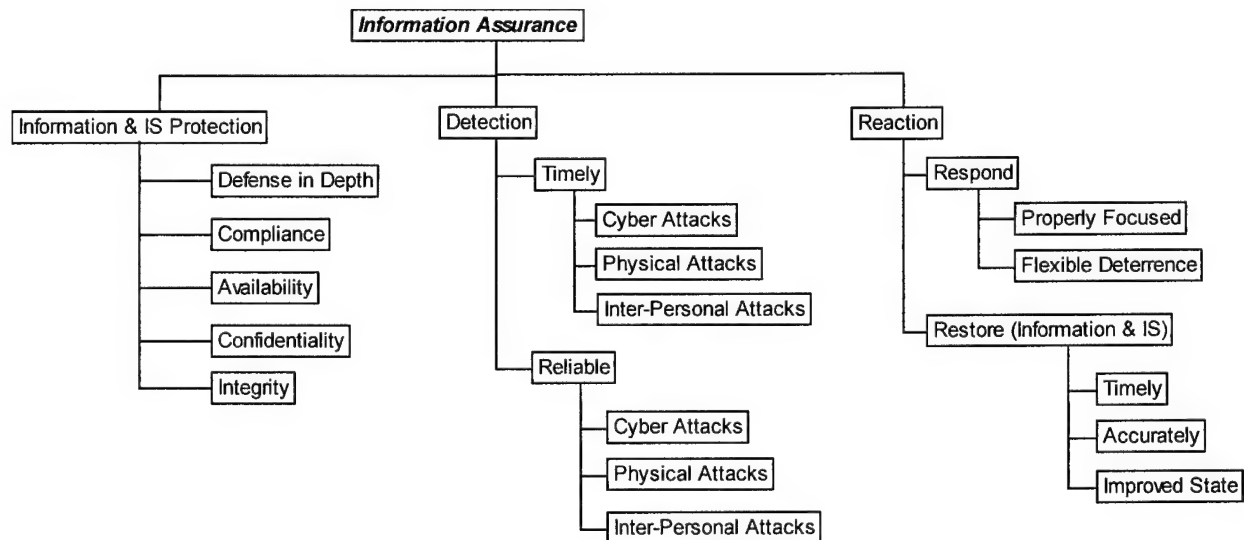 Information Assurance
Information & IS Protection
Defense in Depth
Compliance
Availability
Confidentiality
Integrity
Detection
Timely
Cyber Attacks
Physical Attacks
Inter-Personal Attacks
Reliable
Cyber Attacks
Physical Attacks
Inter-Personal Attacks
Reaction
Respond
Properly Focused
Flexible Deterrence
Restore (Information & IS)
Timely
Accurately
Improved State